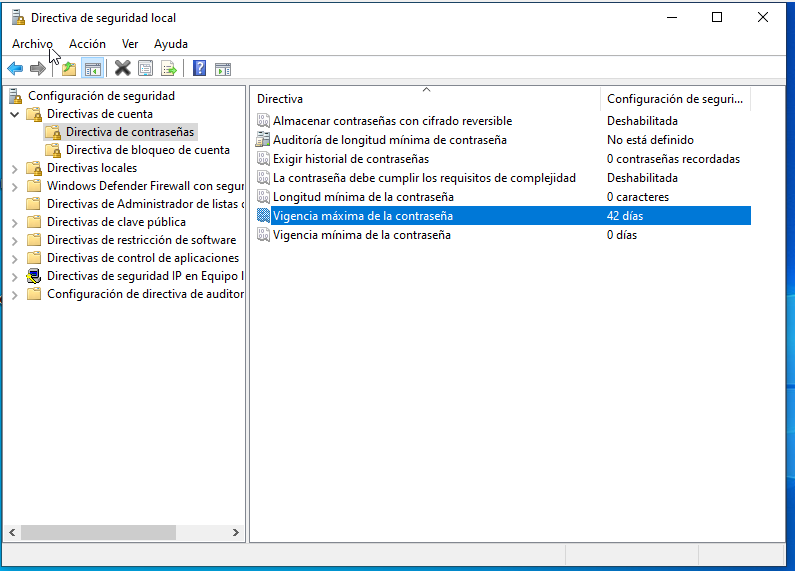 Directiva de seguridad local
Archivo Acción Ver Ayuda
Configuración de seguridad
Directivas de cuenta
Directiva de contraseñas
Directiva de bloqueo de cuenta
Directivas locales
Windows Defender Firewall con segur
Directivas de Administrador de listas
Directivas de clave pública
Directivas de restricción de software
Directivas de control de aplicaciones
Directivas de seguridad IP en Equipo l
Configuración de directiva de auditor
Directiva Configuración de seguri...
Almacenar contraseñas con cifrado reversible Deshabilitada
Auditoría de longitud mínima de contraseña No está definido
Exigir historial de contraseñas 0 contraseñas recordadas
La contraseña debe cumplir los requisitos de complejidad Deshabilitada
Longitud mínima de la contraseña 0 caracteres
Vigencia máxima de la contraseña 42 días
Vigencia mínima de la contraseña 0 días